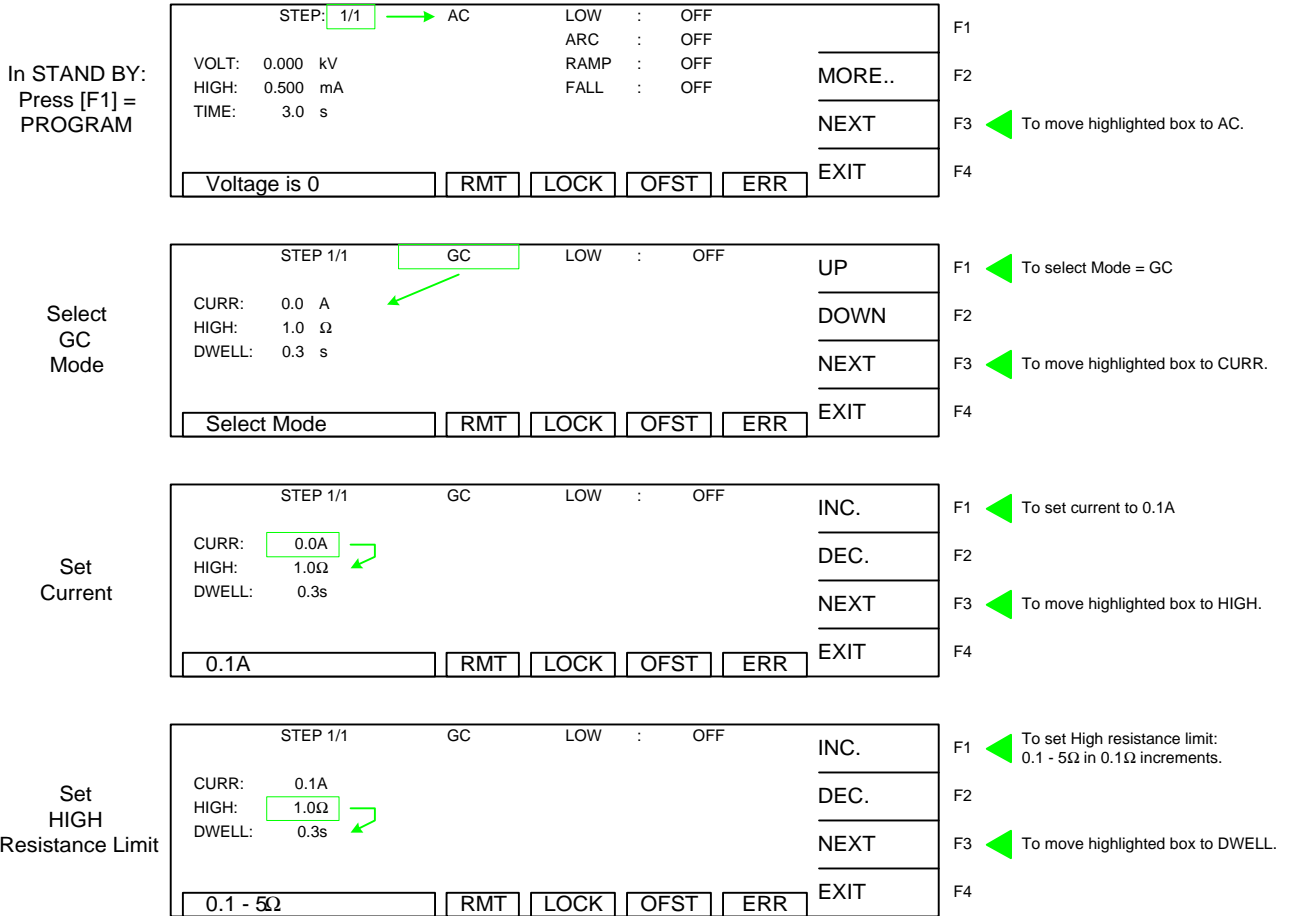 In STAND BY:
Press [F1] =
PROGRAM
STEP: 1/1 AC LOW : OFF
ARC : OFF
VOLT: 0.000 kV RAMP : OFF
HIGH: 0.500 mA FALL : OFF
TIME: 3.0 s
Voltage is 0 RMT LOCK OFST ERR
F1
MORE.. F2
NEXT F3 To move highlighted box to AC.
EXIT F4
Select
GC
Mode
STEP 1/1 GC LOW : OFF
CURR: 0.0 A
HIGH: 1.0 Ω
DWELL: 0.3 s
Select Mode RMT LOCK OFST ERR
UP F1 To select Mode = GC
DOWN F2
NEXT F3 To move highlighted box to CURR.
EXIT F4
Set
Current
STEP 1/1 GC LOW : OFF
CURR: 0.0A
HIGH: 1.0Ω
DWELL: 0.3s
0.1A RMT LOCK OFST ERR
INC. F1 To set current to 0.1A
DEC. F2
NEXT F3 To move highlighted box to HIGH.
EXIT F4
Set
HIGH
Resistance Limit
STEP 1/1 GC LOW : OFF
CURR: 0.1A
HIGH: 1.0Ω
DWELL: 0.3s
0.1 - 5Ω RMT LOCK OFST ERR
INC. F1 To set High resistance limit:
0.1 - 5Ω in 0.1Ω increments.
DEC. F2
NEXT F3 To move highlighted box to DWELL.
EXIT F4